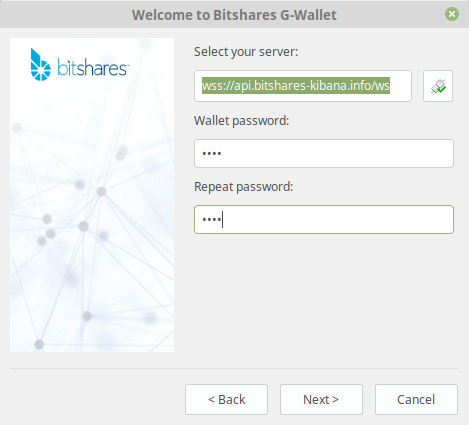 Welcome to Bitshares G-Wallet
bitshares
Select your server:
wss://api.bitshares-kibana.info/ws
Wallet password:
••••
Repeat password:
••••
< Back
Next >
Cancel